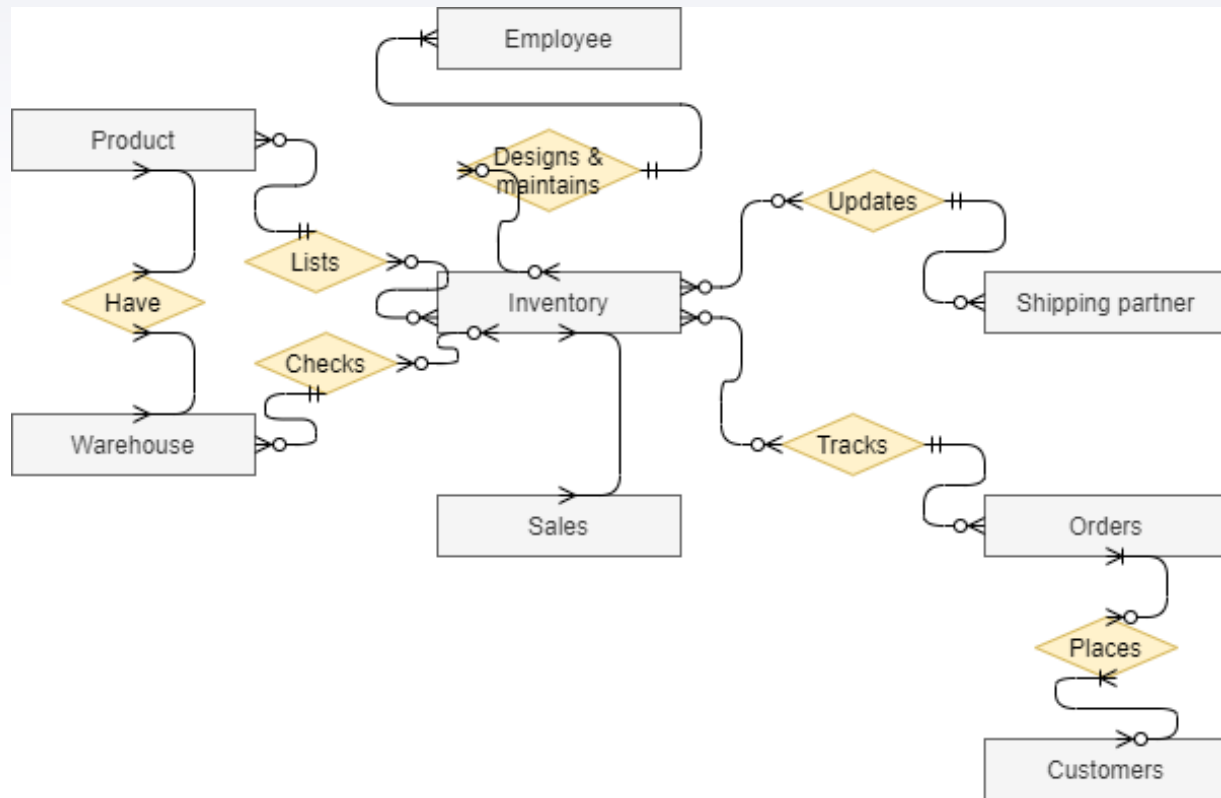 Employee
Product
Designs &
maintains
Updates
Lists
Have
Inventory
Shipping partner
Checks
Warehouse
Tracks
Sales
Orders
Places
Customers